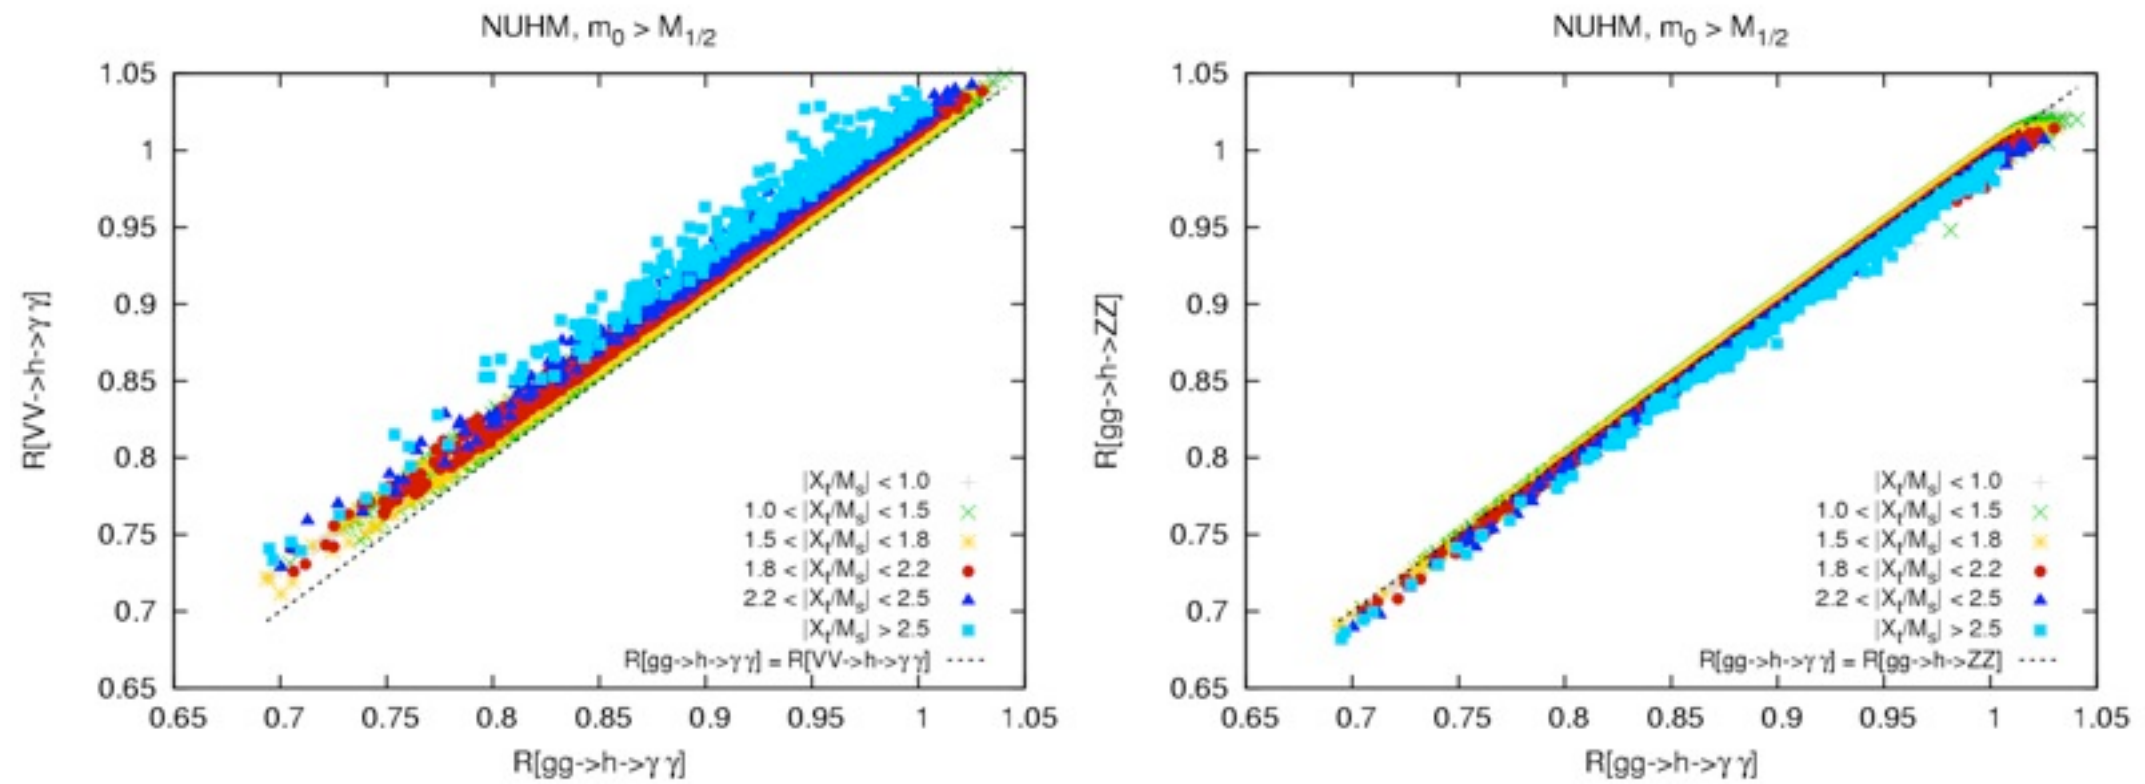 NUHM, m0 > M1/2
R[VV->h->γ γ]
1.05
1
0.95
0.9
0.85
0.8
0.75
0.7
0.65
|Xt/Ms| < 1.0
1.0 < |Xt/Ms| < 1.5
1.5 < |Xt/Ms| < 1.8
1.8 < |Xt/Ms| < 2.2
2.2 < |Xt/Ms| < 2.5
|Xt/Ms| > 2.5
R[gg->h->γ γ] = R[VV->h->γ γ]
0.65 0.7 0.75 0.8 0.85 0.9 0.95 1 1.05
R[gg->h->γ γ]
NUHM, m0 > M1/2
R[gg->h->ZZ]
1.05
1
0.95
0.9
0.85
0.8
0.75
0.7
0.65
|Xt/Ms| < 1.0
1.0 < |Xt/Ms| < 1.5
1.5 < |Xt/Ms| < 1.8
1.8 < |Xt/Ms| < 2.2
2.2 < |Xt/Ms| < 2.5
|Xt/Ms| > 2.5
R[gg->h->γ γ] = R[gg->h->ZZ]
0.65 0.7 0.75 0.8 0.85 0.9 0.95 1 1.05
R[gg->h->γ γ]